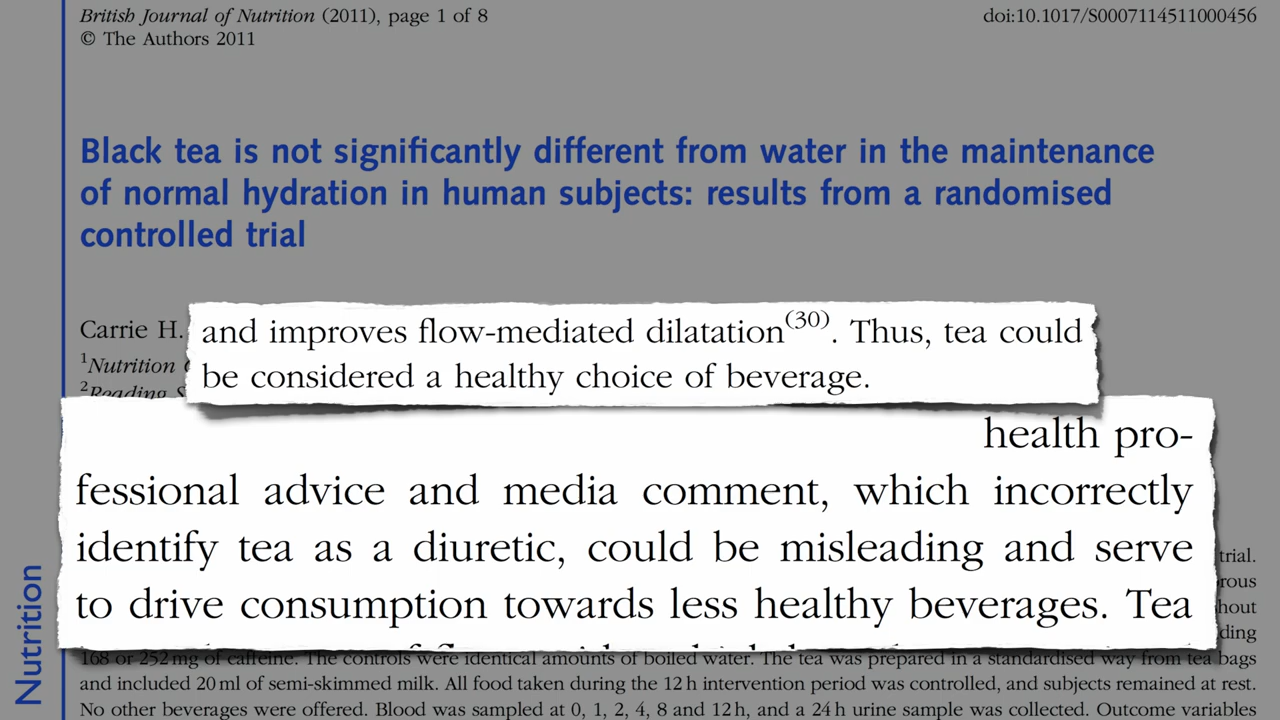 British Journal of Nutrition (2011), page 1 of 8
doi:10.1017/S0007114511000456
© The Authors 2011
Black tea is not significantly different from water in the maintenance
of normal hydration in human subjects: results from a randomised
controlled trial
Carrie H.
1Nutrition
2Reading S
and improves flow-mediated dilatation(30). Thus, tea could
be considered a healthy choice of beverage.
health pro-
fessional advice and media comment, which incorrectly
identify tea as a diuretic, could be misleading and serve
to drive consumption towards less healthy beverages. Tea
trial.
168 or 252 mg of caffeine. The controls were identical amounts of boiled water. The tea was prepared in a standardised way from tea bags
and included 20 ml of semi-skimmed milk. All food taken during the 12 h intervention period was controlled, and subjects remained at rest.
No other beverages were offered. Blood was sampled at 0, 1, 2, 4, 8 and 12 h, and a 24 h urine sample was collected. Outcome variables
Nutrition